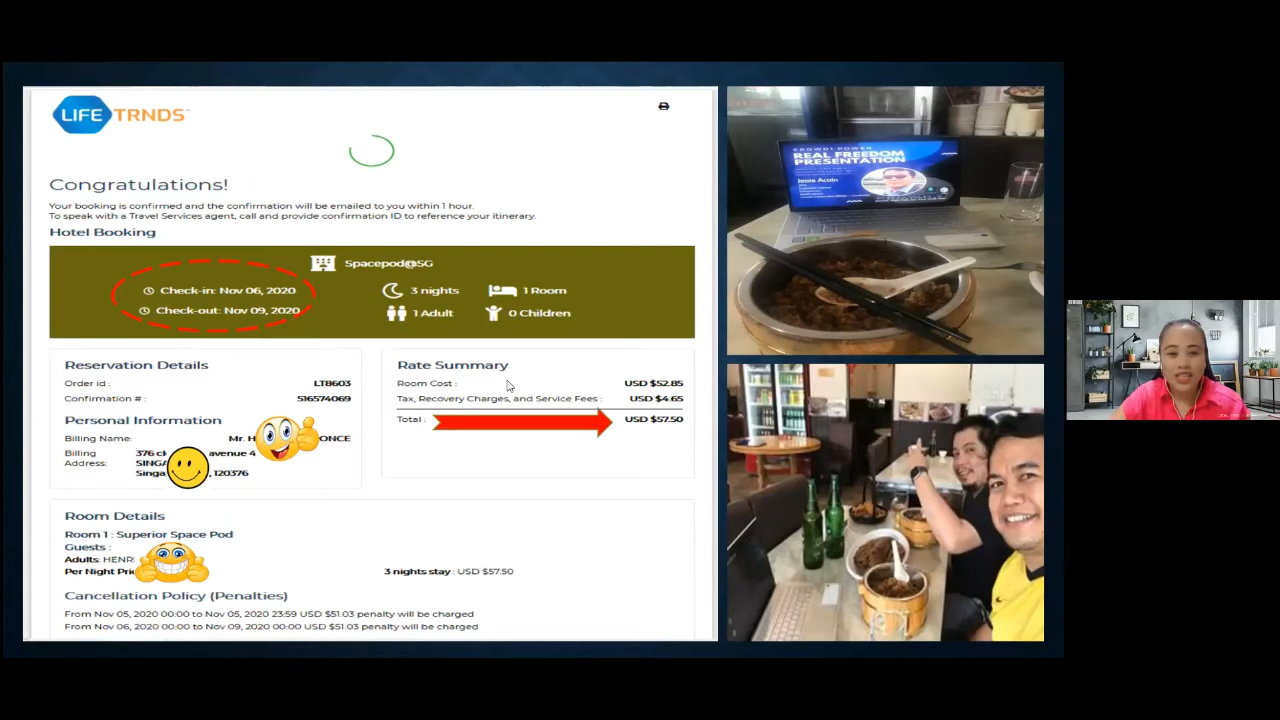 LIFE TRNDS
Congratulations!
Your booking is confirmed and the confirmation will be emailed to you within 1 hour.
To speak with a Travel Services agent, call and provide confirmation ID to reference your itinerary.
Hotel Booking
Spacepod@SG
Check-in: Nov 06, 2020
3 nights
1 Room
Check-out: Nov 09, 2020
1 Adult
0 Children
Reservation Details
Order id :
LT8603
Confirmation # :
516574069
Personal Information
Billing Name:
Mr. H ONCE
Billing
Address:
376 avenue 4
SINGA
Singa , 120376
Rate Summary
Room Cost :
USD $52.85
Tax, Recovery Charges, and Service Fees :
USD $4.65
Total :
USD $57.50
Room Details
Room 1 : Superior Space Pod
Guests :
Adults: HENR
Per Night Pri
3 nights stay : USD $57.50
Cancellation Policy (Penalties)
From Nov 05, 2020 00:00 to Nov 05, 2020 23:59 USD $51.03 penalty will be charged
From Nov 06, 2020 00:00 to Nov 09, 2020 00:00 USD $51.03 penalty will be charged
CROWD1 POWER
REAL FREEDOM
PRESENTATION
Jessie Acain